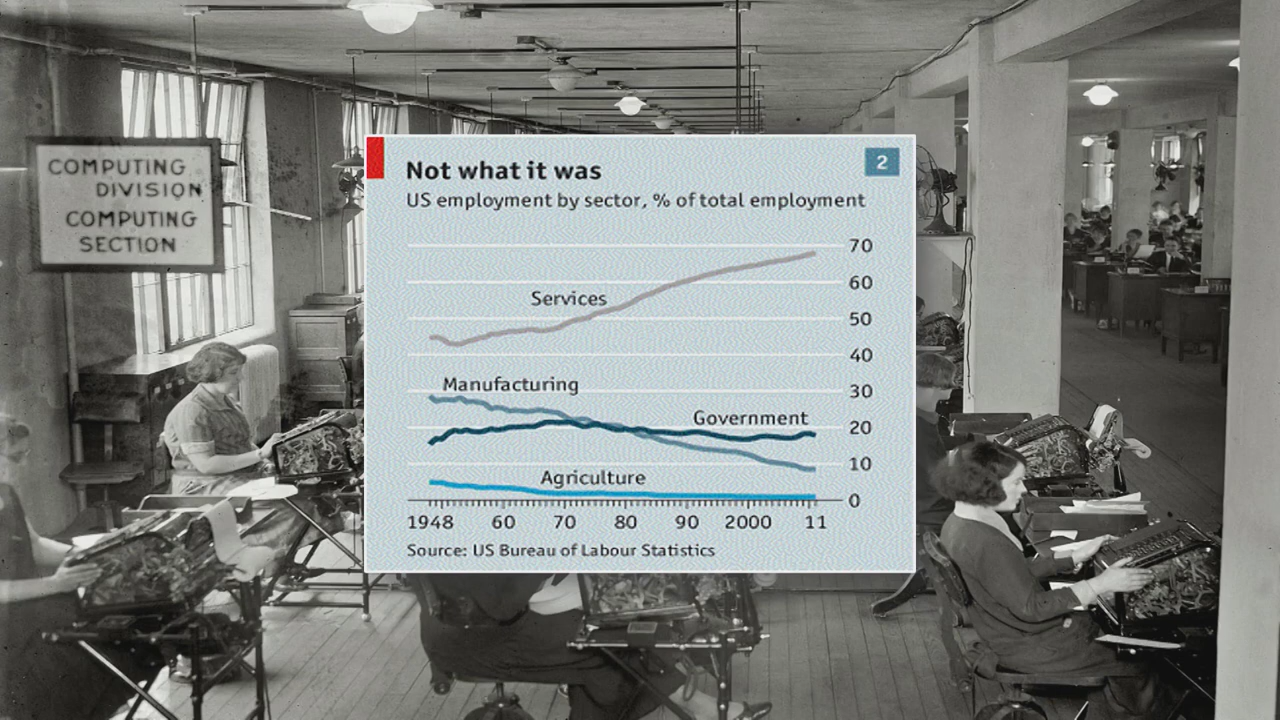 COMPUTING
DIVISION
COMPUTING
SECTION
Not what it was
2
US employment by sector, % of total employment
70
60
Services
50
40
Manufacturing
30
Government
20
Agriculture
10
0
1948 60 70 80 90 2000 11
Source: US Bureau of Labour Statistics